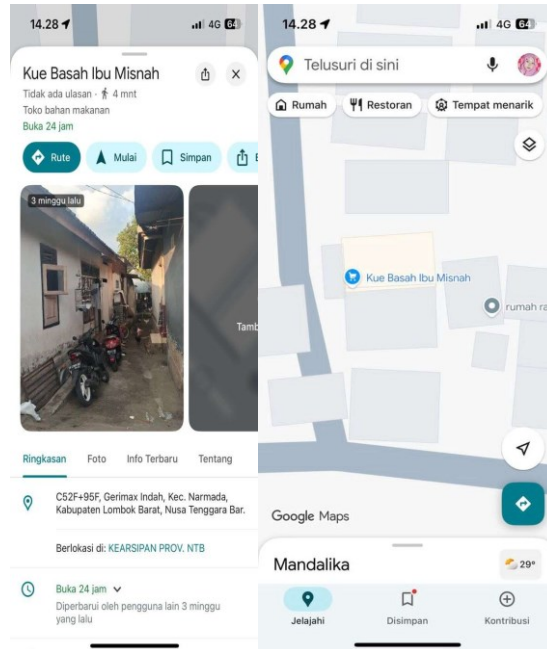 14.28
4G 64
Kue Basah Ibu Misnah
Tidak ada ulasan · 4 mnt
Toko bahan makanan
Buka 24 jam
Rute
Mulai
Simpan
3 minggu lalu
Tamb
Ringkasan
Foto
Info Terbaru
Tentang
C52F+95F, Gerimax Indah, Kec. Narmada,
Kabupaten Lombok Barat, Nusa Tenggara Bar.
Berlokasi di: KEARSIPAN PROV. NTB
Buka 24 jam
Diperbarui oleh pengguna lain 3 minggu
yang lalu
14.28
4G 64
Telusuri di sini
Rumah
Restoran
Tempat menarik
Kue Basah Ibu Misnah
rumah ra
Google Maps
Mandalika
29°
Jelajahi
Disimpan
Kontribusi